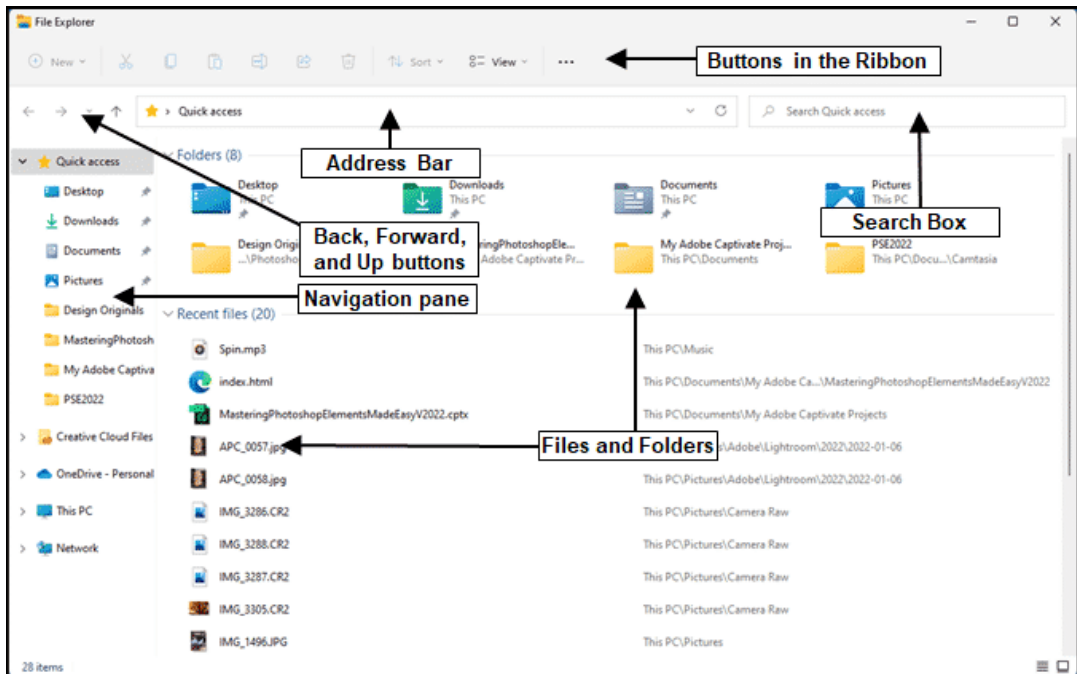 File Explorer
New
Sort
View
Buttons in the Ribbon
Quick access
Search Quick access
Address Bar
Search Box
Back, Forward,
and Up buttons
Navigation pane
Files and Folders
Quick access
Desktop
Downloads
Documents
Pictures
Design Originals
MasteringPhotosh
My Adobe Captiva
PSE2022
Creative Cloud Files
OneDrive - Personal
This PC
Network
Folders (8)
Desktop
This PC
Downloads
This PC
Documents
This PC
Pictures
This PC
Design Origi
...\Photosho
ringPhotoshopEle...
Adobe Captivate Pr...
My Adobe Captivate Proj...
This PC\Documents
PSE2022
This PC\Docu...\Camtasia
Recent files (20)
Spin.mp3 This PC\Music
index.html This PC\Documents\My Adobe Ca...\MasteringPhotoshopElementsMadeEasyV2022
MasteringPhotoshopElementsMadeEasyV2022.cptx This PC\Documents\My Adobe Captivate Projects
APC_0057.jpg \Adobe\Lightroom\2022\2022-01-06
APC_0058.jpg This PC\Pictures\Adobe\Lightroom\2022\2022-01-06
IMG_3286.CR2 This PC\Pictures\Camera Raw
IMG_3288.CR2 This PC\Pictures\Camera Raw
IMG_3287.CR2 This PC\Pictures\Camera Raw
IMG_3305.CR2 This PC\Pictures\Camera Raw
IMG_1496.JPG This PC\Pictures
28 items